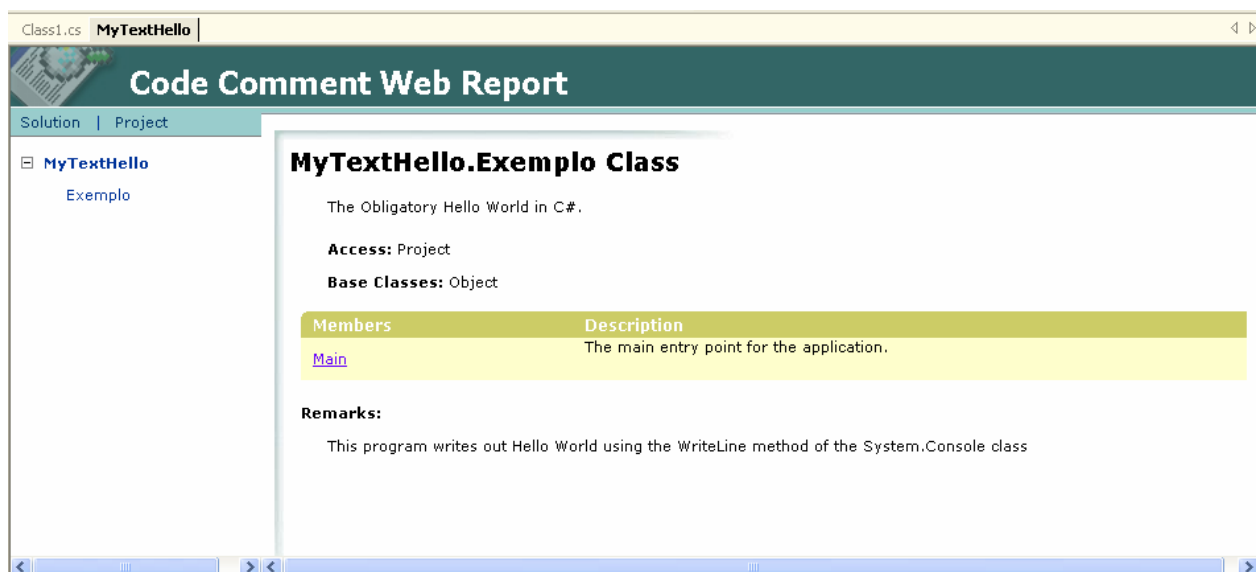 Class1.cs MyTextHello
Code Comment Web Report
Solution | Project
MyTextHello
Exemplo
MyTextHello.Exemplo Class
The Obligatory Hello World in C#.
Access: Project
Base Classes: Object
Members Description
Main The main entry point for the application.
Remarks:
This program writes out Hello World using the WriteLine method of the System.Console class